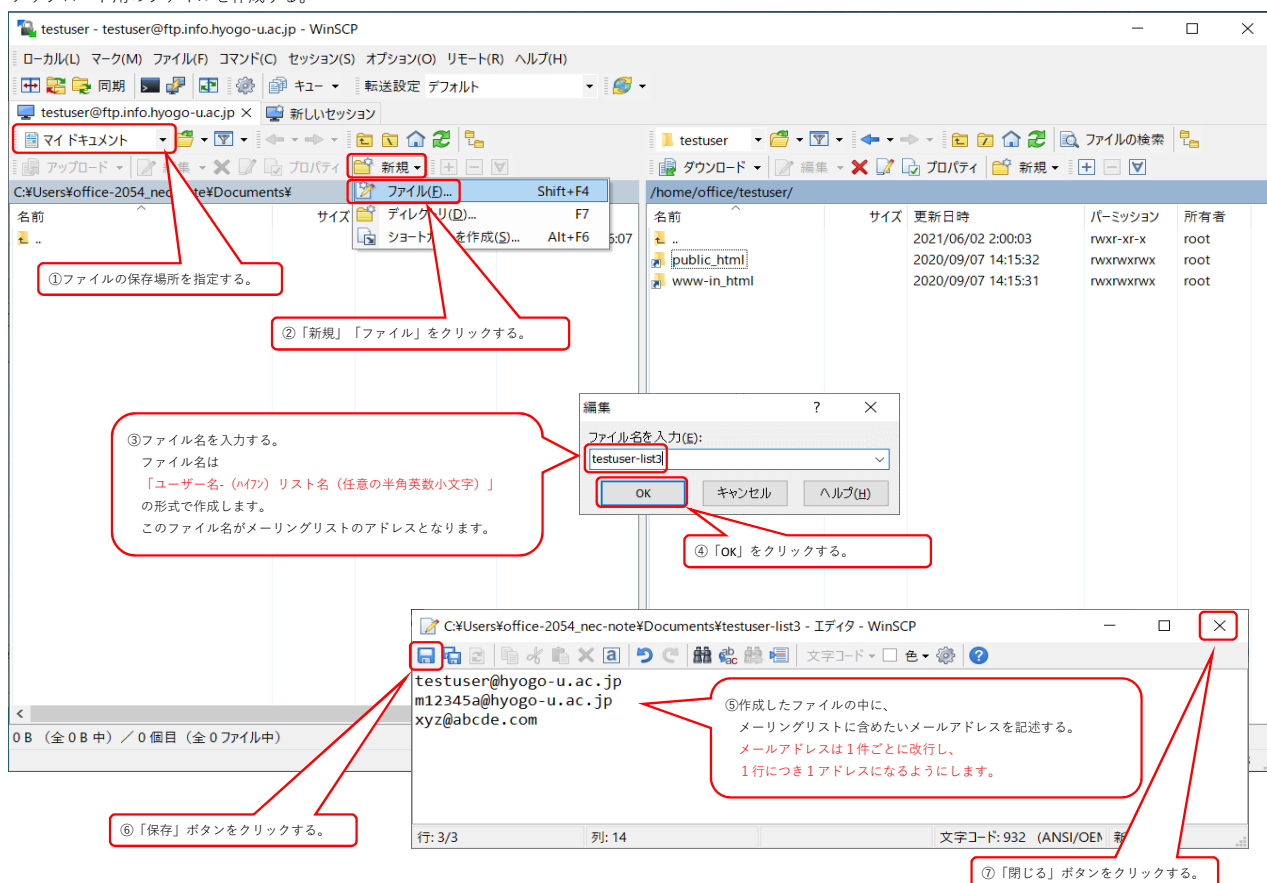 testuser - testuser@ftp.info.hyogo-u.ac.jp - WinSCP
ローカル(L) マーク(M) ファイル(F) コマンド(C) セッション(S) オプション(O) リモート(R) ヘルプ(H)
同期 キュー 転送設定 デフォルト
testuser@ftp.info.hyogo-u.ac.jp × 新しいセッション
マイ ドキュメント
testuser ファイルの検索
アップロード 編集 プロパティ 新規
ダウンロード 編集 プロパティ 新規
C:¥Users¥office-2054_nec-note¥Documents¥
ファイル(F)... Shift+F4
ディレクトリ(D)... F7
ショートカットを作成(S)... Alt+F6
/home/office/testuser/
名前 サイズ
名前 サイズ 更新日時 パーミッション 所有者
..
.. 2021/06/02 2:00:03 rwxr-xr-x root
public_html 2020/09/07 14:15:32 rwxrwxrwx root
www-in_html 2020/09/07 14:15:31 rwxrwxrwx root
①ファイルの保存場所を指定する。
②「新規」「ファイル」をクリックする。
③ファイル名を入力する。
ファイル名は
「ユーザー名-（ﾊｲﾌﾝ）リスト名（任意の半角英数小文字）」
の形式で作成します。
このファイル名がメーリングリストのアドレスとなります。
編集 ? ×
ファイル名を入力(E):
testuser-list3
OK キャンセル ヘルプ(H)
④「OK」をクリックする。
C:¥Users¥office-2054_nec-note¥Documents¥testuser-list3 - エディタ - WinSCP
文字コード 色
testuser@hyogo-u.ac.jp
m12345a@hyogo-u.ac.jp
xyz@abcde.com
⑤作成したファイルの中に、
メーリングリストに含めたいメールアドレスを記述する。
メールアドレスは１件ごとに改行し、
１行につき１アドレスになるようにします。
0 B （全 0 B 中）／ 0 個目（全 0 ファイル中）
⑥「保存」ボタンをクリックする。
行: 3/3 列: 14 文字コード: 932 (ANSI/OEM
⑦「閉じる」ボタンをクリックする。